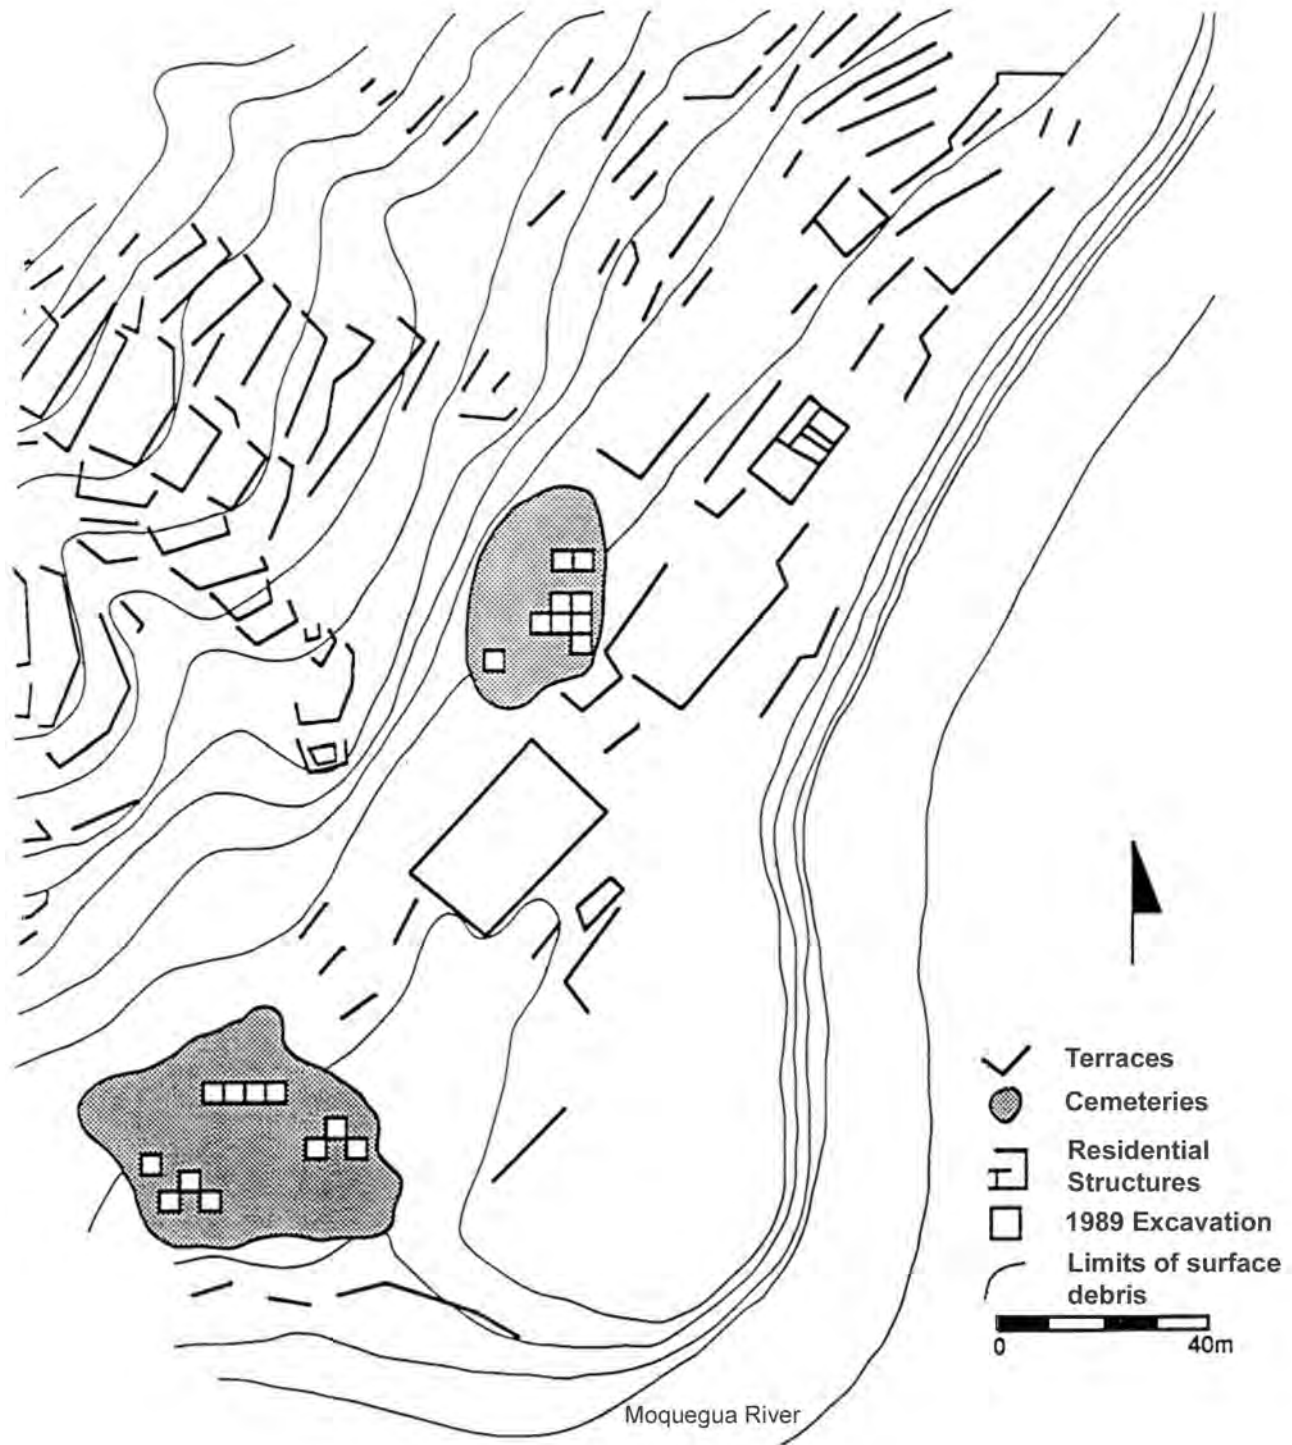 Terraces
Cemeteries
Residential
Structures
1989 Excavation
Limits of surface
debris
0 40m
Moquegua River